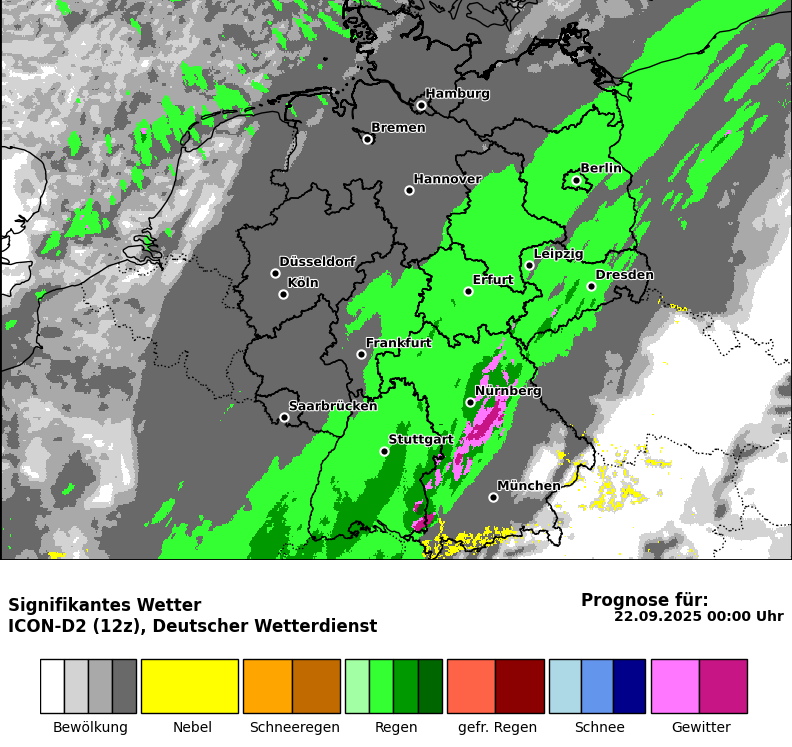 Hamburg
Bremen
Berlin
Hannover
Leipzig
Düsseldorf
Dresden
Köln
Erfurt
Frankfurt
Nürnberg
Saarbrücken
Stuttgart
München
Signifikantes Wetter
ICON-D2 (12z), Deutscher Wetterdienst
Prognose für:
22.09.2025 00:00 Uhr
Bewölkung
Nebel
Schneeregen
Regen
gefr. Regen
Schnee
Gewitter